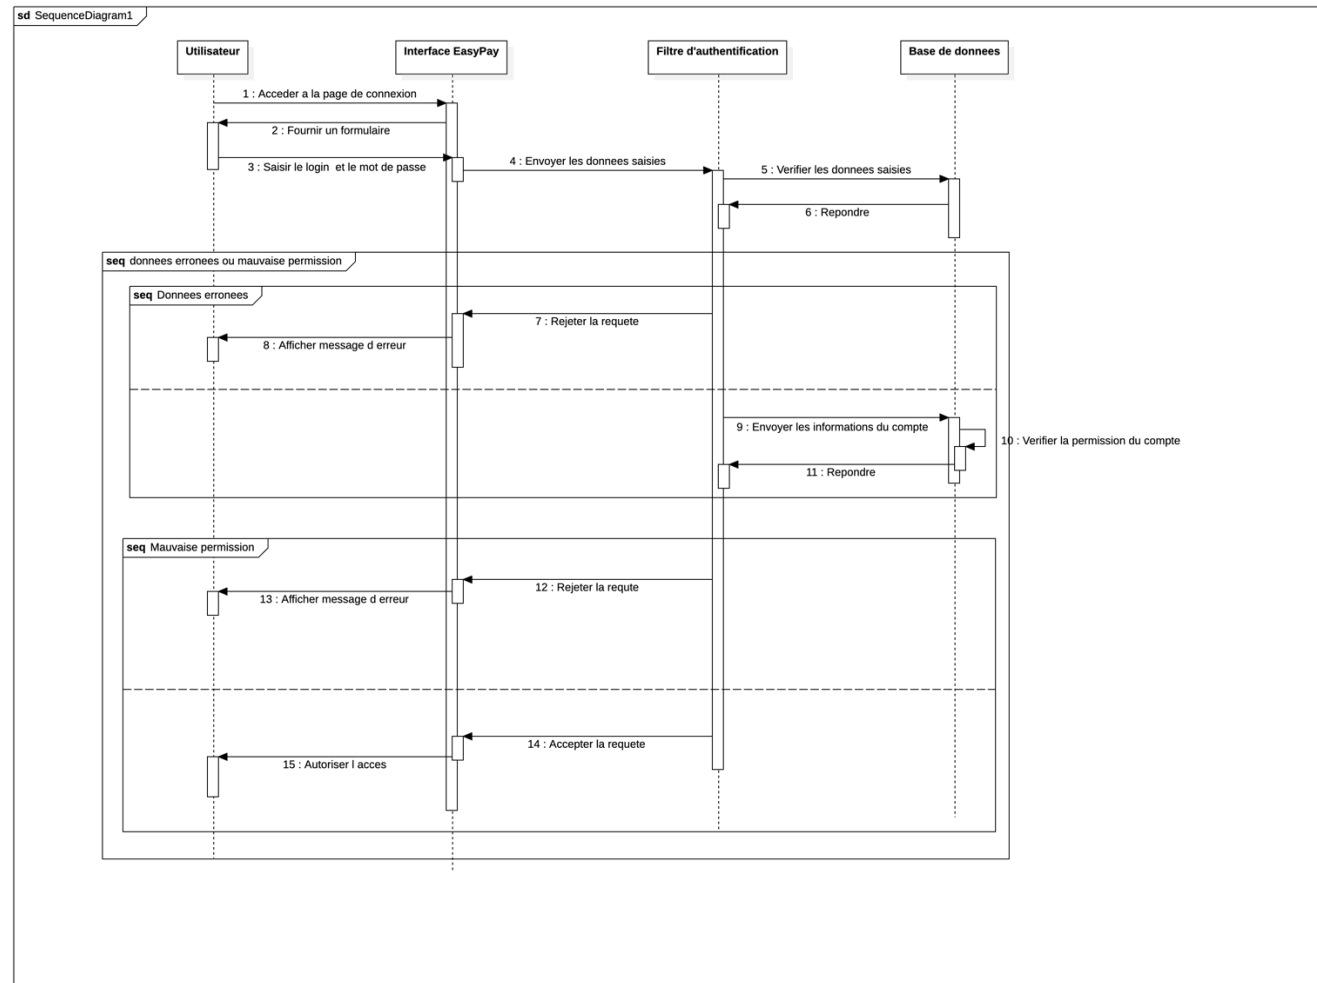 sd SequenceDiagram1
Utilisateur
Interface EasyPay
Filtre d'authentification
Base de donnees
1 : Acceder a la page de connexion
2 : Fournir un formulaire
3 : Saisir le login  et le mot de passe
4 : Envoyer les donnees saisies
5 : Verifier les donnees saisies
6 : Repondre
seq donnees erronees ou mauvaise permission
seq Donnees erronees
7 : Rejeter la requete
8 : Afficher message d erreur
9 : Envoyer les informations du compte
10 : Verifier la permission du compte
11 : Repondre
seq Mauvaise permission
12 : Rejeter la requte
13 : Afficher message d erreur
14 : Accepter la requete
15 : Autoriser l acces